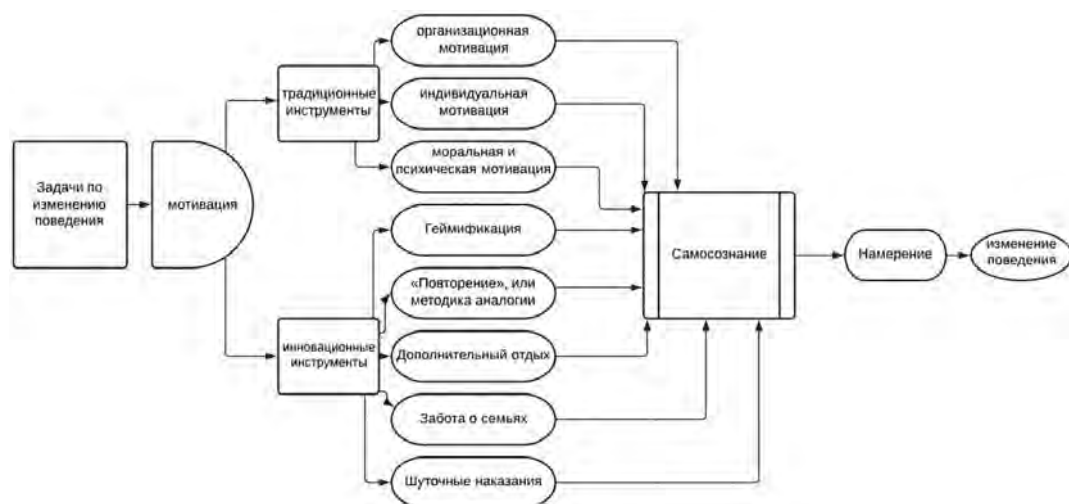 Задачи по
изменению
поведения
мотивация
традиционные
инструменты
организационная
мотивация
индивидуальная
мотивация
моральная и
психическая мотивация
инновационные
инструменты
Геймификация
«Повторение», или
методика аналогии
Дополнительный отдых
Забота о семьях
Шуточные наказания
Самосознание
Намерение
изменение
поведения